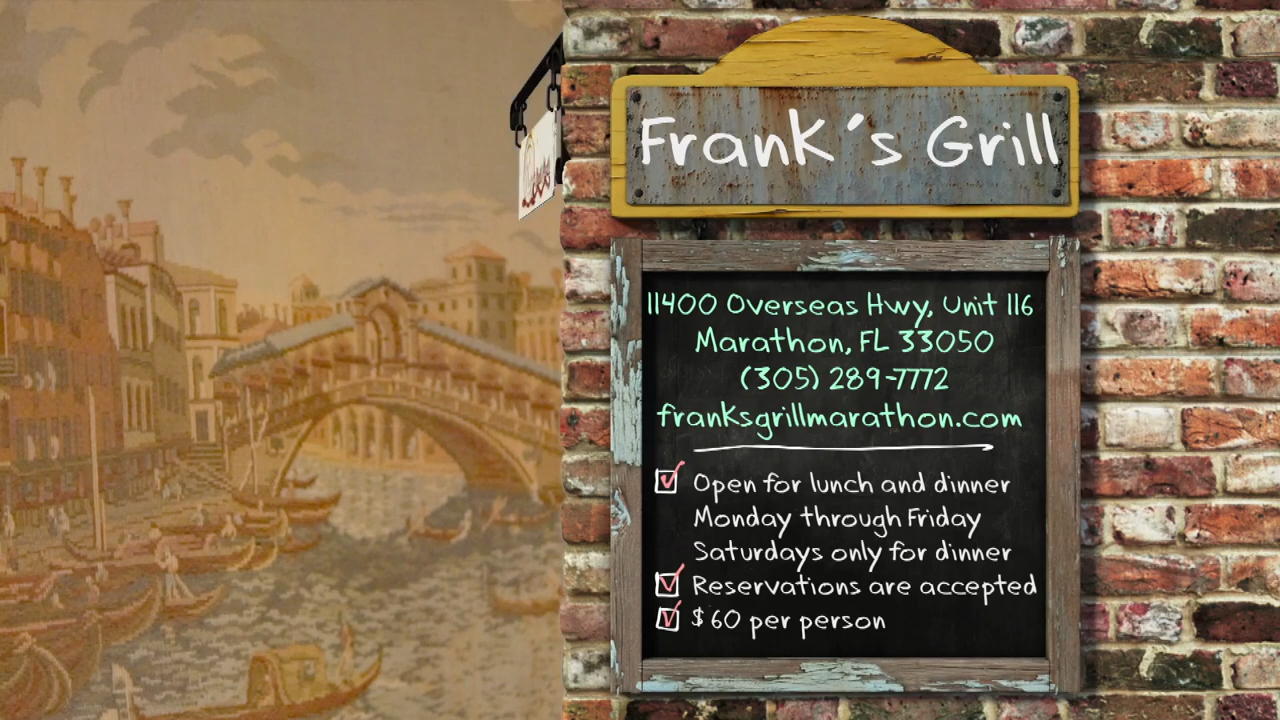 Frank's Grill
11400 Overseas Hwy, Unit 116
Marathon, FL 33050
(305) 289-7772
franksgrillmarathon.com
Open for lunch and dinner
Monday through Friday
Saturdays only for dinner
Reservations are accepted
$60 per person